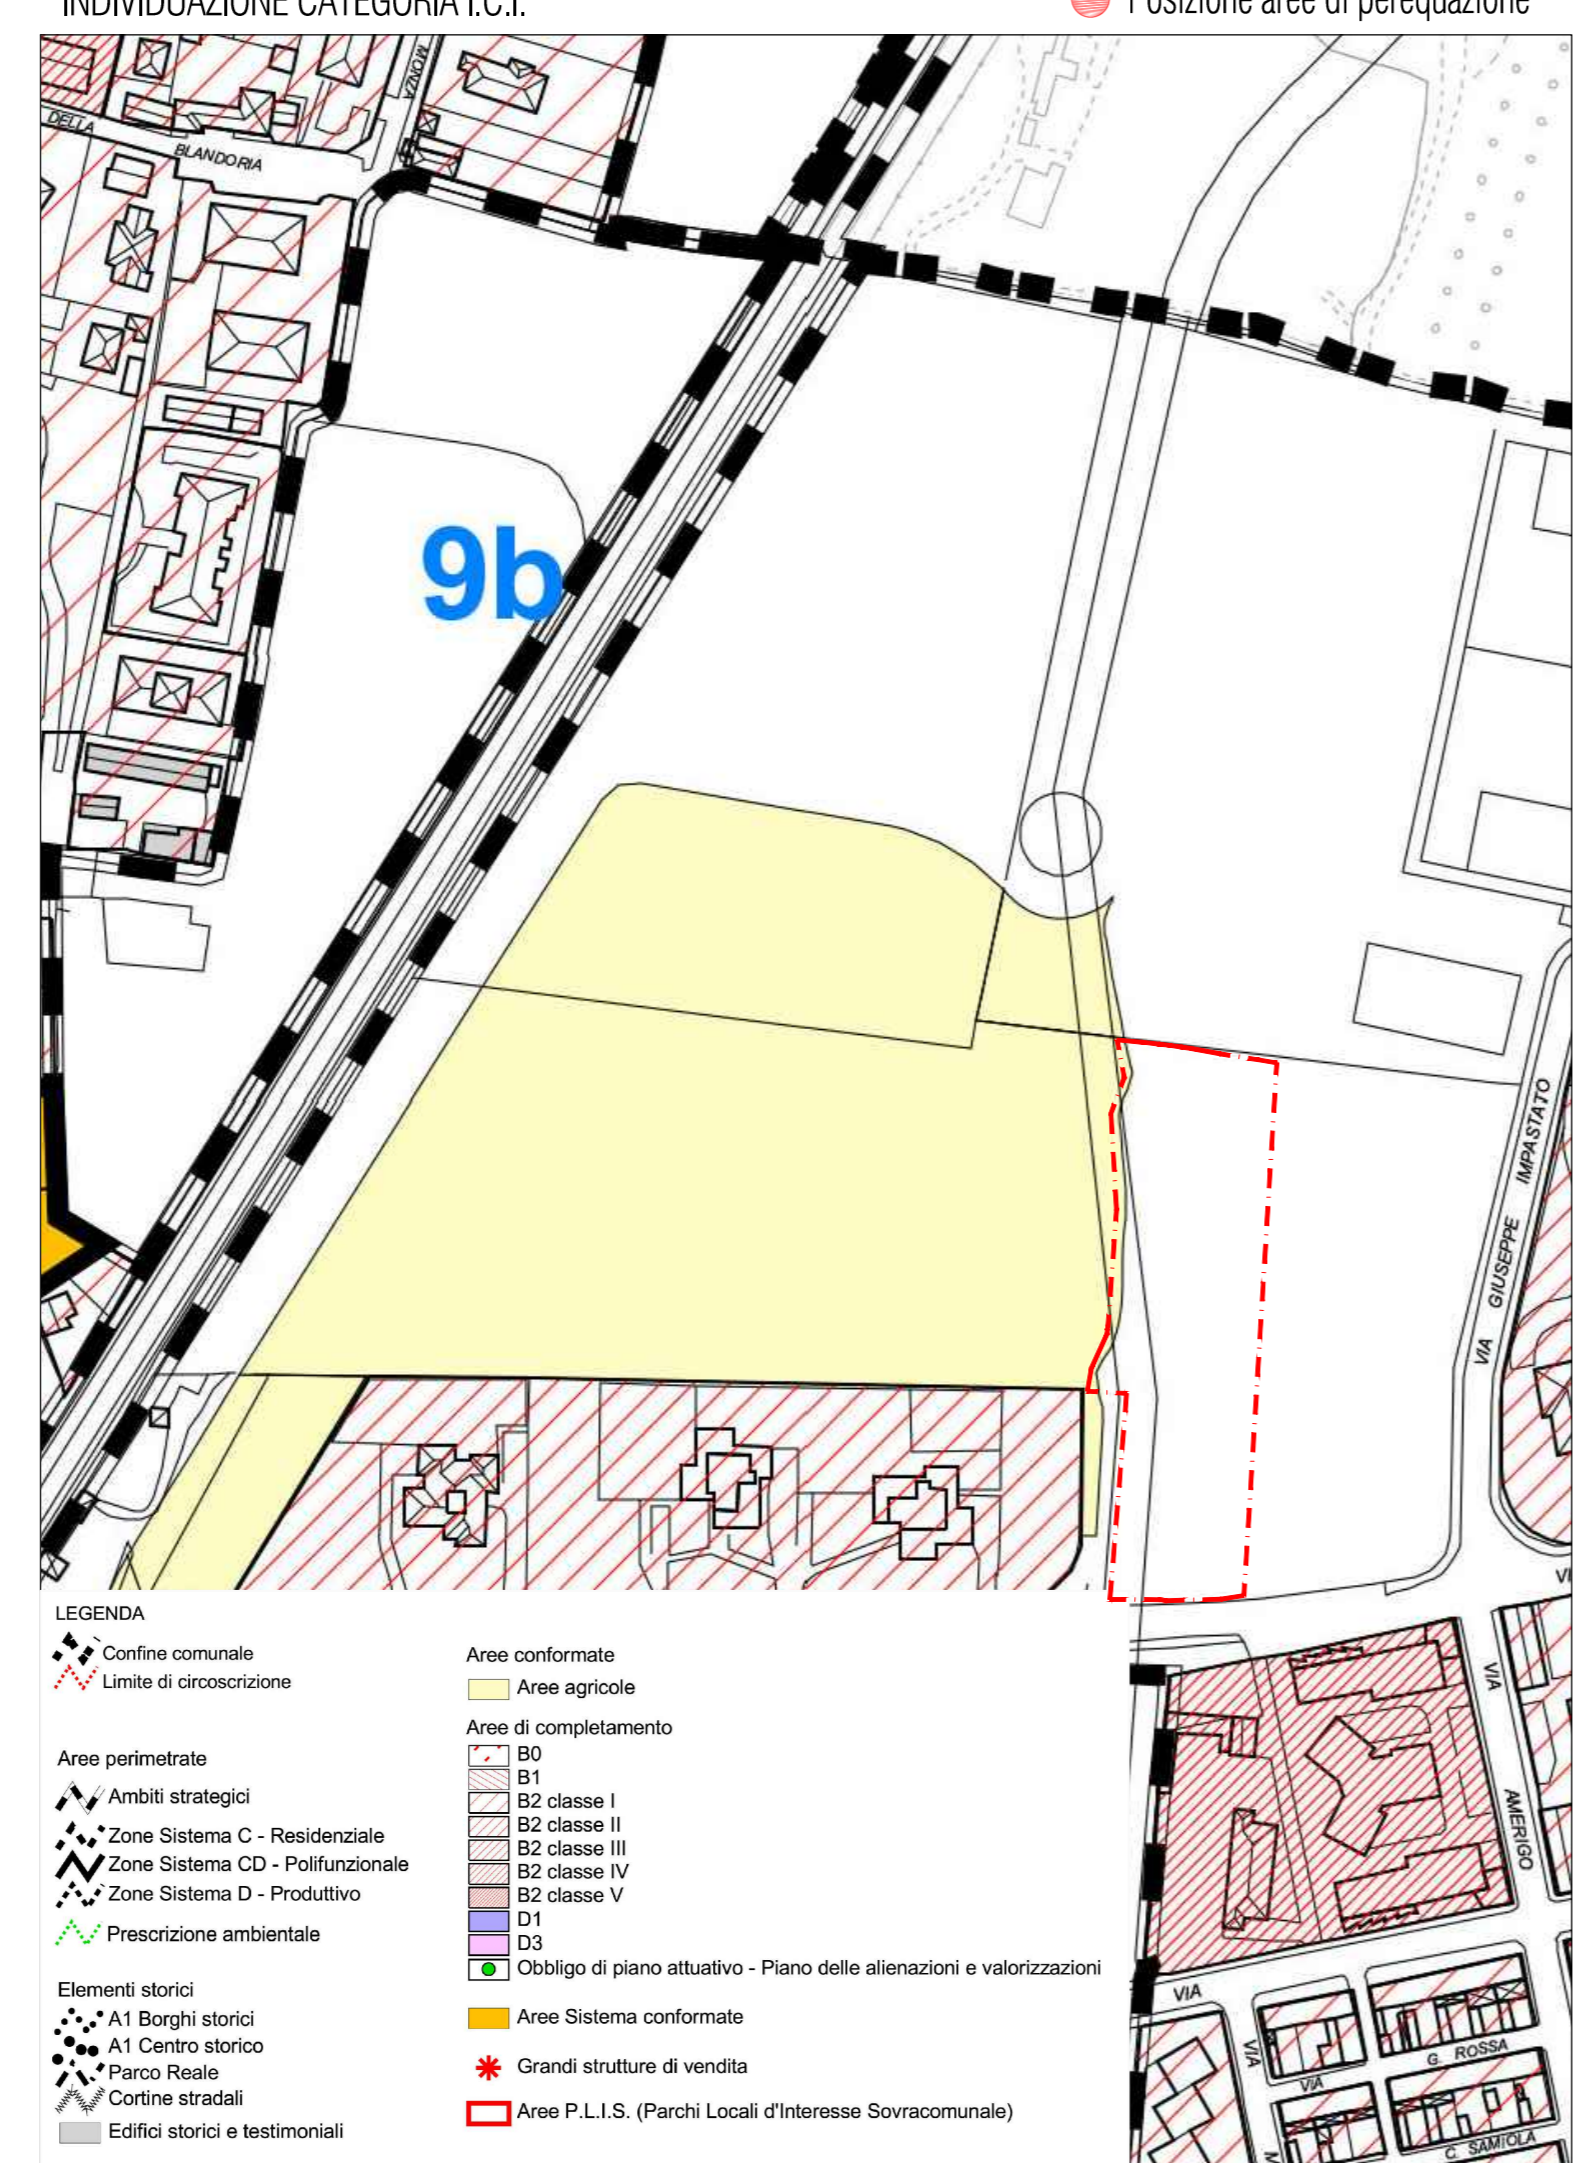 INDIVIDUAZIONE CATEGORIA I.C.I.
Posizione aree di perequazione
MONZA
DELLA
BLANDORIA
9b
VIA GIUSEPPE IMPASTATO
LEGENDA
Confine comunale
Limite di circoscrizione
Aree perimetrate
Ambiti strategici
Zone Sistema C - Residenziale
Zone Sistema CD - Polifunzionale
Zone Sistema D - Produttivo
Prescrizione ambientale
Elementi storici
A1 Borghi storici
A1 Centro storico
Parco Reale
Cortine stradali
Edifici storici e testimoniali
Aree conformate
Aree agricole
Aree di completamento
B0
B1
B2 classe I
B2 classe II
B2 classe III
B2 classe IV
B2 classe V
D1
D3
Obbligo di piano attuativo - Piano delle alienazioni e valorizzazioni
Aree Sistema conformate
Grandi strutture di vendita
Aree P.L.I.S. (Parchi Locali d'Interesse Sovracomunale)
VIA
AMERIGO
VIA
VIA
G. ROSSA
VIA
C. SAMIOLA